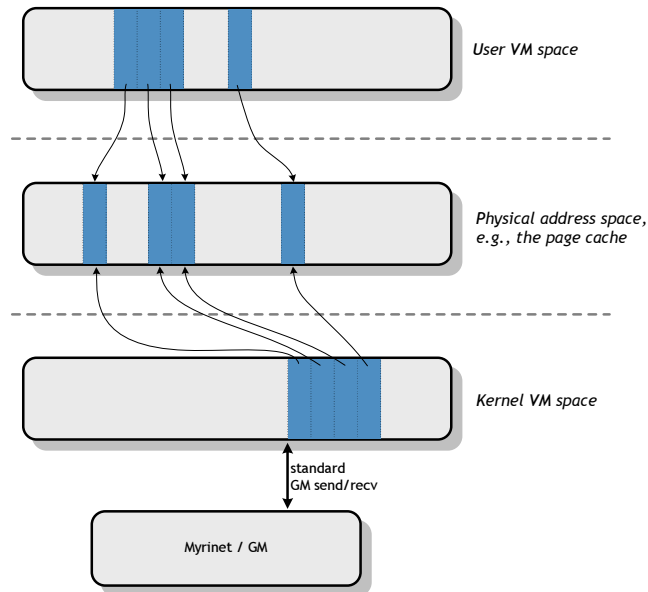 User VM space
Physical address space,
e.g., the page cache
Kernel VM space
standard
GM send/recv
Myrinet / GM